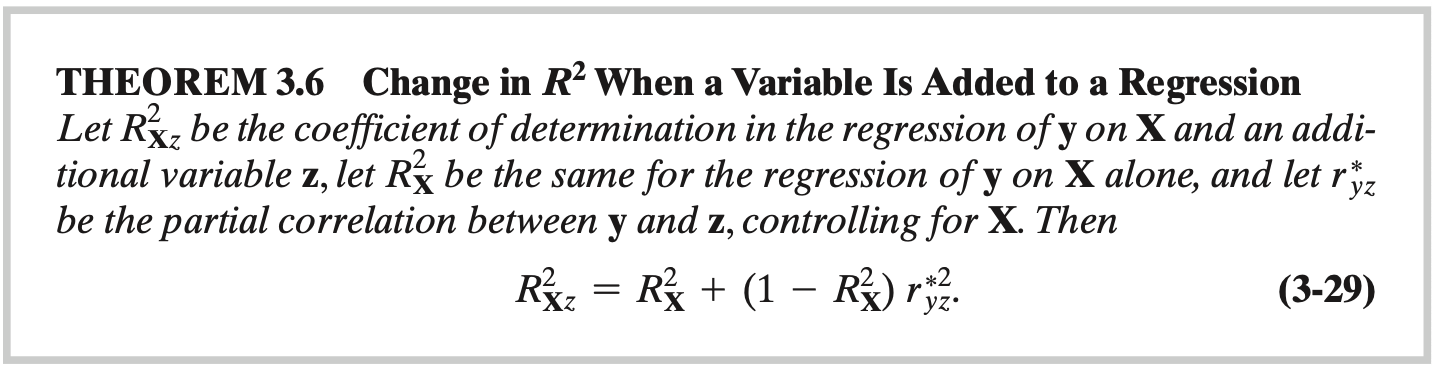 THEOREM 3.6 Change in R² When a Variable Is Added to a Regression
Let R²_Xz be the coefficient of determination in the regression of y on X and an addi-
tional variable z, let R²_X be the same for the regression of y on X alone, and let r*_yz
be the partial correlation between y and z, controlling for X. Then
R²_Xz = R²_X + (1 − R²_X) r*²_yz. (3-29)